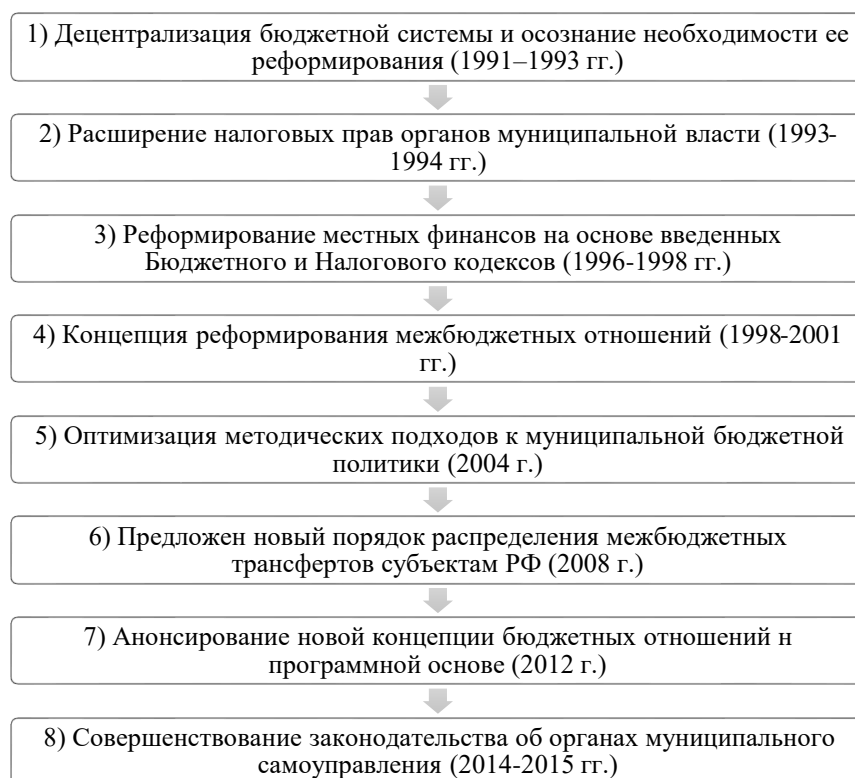 1) Децентрализация бюджетной системы и осознание необходимости ее
реформирования (1991–1993 гг.)
2) Расширение налоговых прав органов муниципальной власти (1993-
1994 гг.)
3) Реформирование местных финансов на основе введенных
Бюджетного и Налогового кодексов (1996-1998 гг.)
4) Концепция реформирования межбюджетных отношений (1998-2001
гг.)
5) Оптимизация методических подходов к муниципальной бюджетной
политики (2004 г.)
6) Предложен новый порядок распределения межбюджетных
трансфертов субъектам РФ (2008 г.)
7) Анонсирование новой концепции бюджетных отношений н
программной основе (2012 г.)
8) Совершенствование законодательства об органах муниципального
самоуправления (2014-2015 гг.)